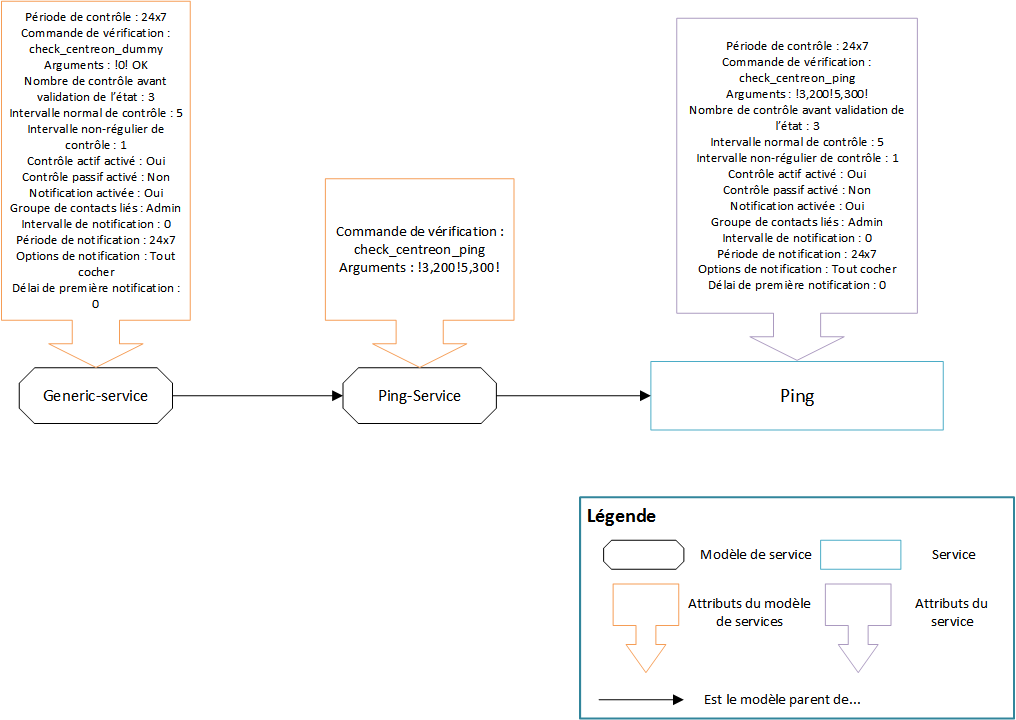 Période de contrôle : 24x7
Commande de vérification :
check_centreon_dummy
Arguments : !0! OK
Nombre de contrôle avant
validation de l'état : 3
Intervalle normal de contrôle : 5
Intervalle non-régulier de
contrôle : 1
Contrôle actif activé : Oui
Contrôle passif activé : Non
Notification activée : Oui
Groupe de contacts liés : Admin
Intervalle de notification : 0
Période de notification : 24x7
Options de notification : Tout
cocher
Délai de première notification :
0
Commande de vérification :
check_centreon_ping
Arguments : !3,200!5,300!
Période de contrôle : 24x7
Commande de vérification :
check_centreon_ping
Arguments : !3,200!5,300!
Nombre de contrôle avant validation de
l'état : 3
Intervalle normal de contrôle : 5
Intervalle non-régulier de contrôle : 1
Contrôle actif activé : Oui
Contrôle passif activé : Non
Notification activée : Oui
Groupe de contacts liés : Admin
Intervalle de notification : 0
Période de notification : 24x7
Options de notification : Tout cocher
Délai de première notification : 0
Generic-service
Ping-Service
Ping
Légende
Modèle de service
Service
Attributs du modèle
de services
Attributs du
service
Est le modèle parent de...